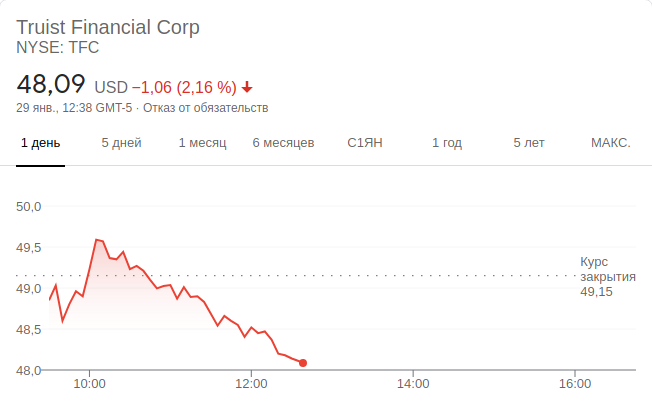 Truist Financial Corp
NYSE: TFC
48,09 USD −1,06 (2,16 %)
29 янв., 12:38 GMT-5 · Отказ от обязательств
1 день 5 дней 1 месяц 6 месяцев С1ЯН 1 год 5 лет МАКС.
50,0
49,5
Курс
закрытия
49,0
49,15
48,5
48,0
10:00 12:00 14:00 16:00